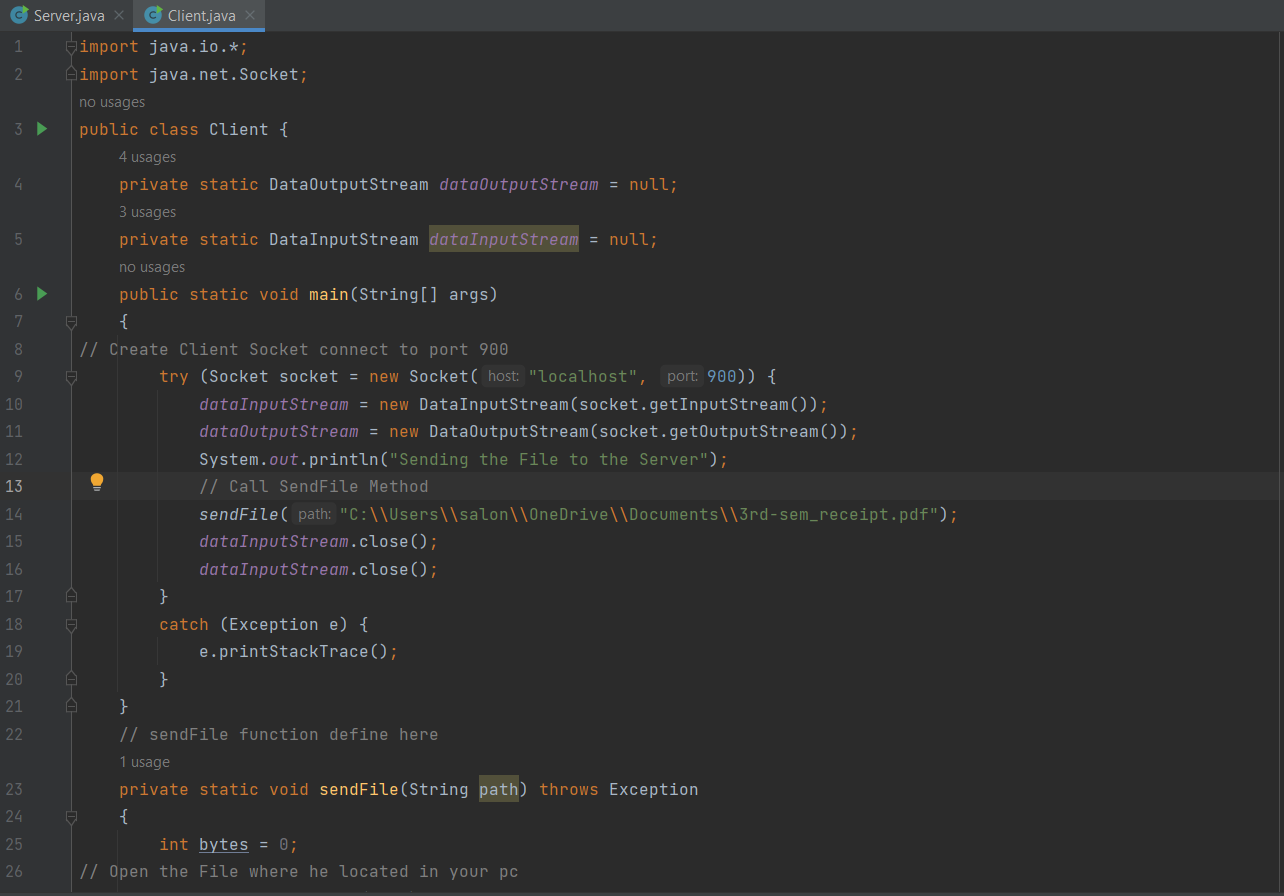 Server.java × Client.java ×
1 import java.io.*;
2 import java.net.Socket;
no usages
3 public class Client {
4 usages
4 private static DataOutputStream dataOutputStream = null;
3 usages
5 private static DataInputStream dataInputStream = null;
no usages
6 public static void main(String[] args)
7 {
8 // Create Client Socket connect to port 900
9 try (Socket socket = new Socket( host: "localhost", port: 900)) {
10 dataInputStream = new DataInputStream(socket.getInputStream());
11 dataOutputStream = new DataOutputStream(socket.getOutputStream());
12 System.out.println("Sending the File to the Server");
13 // Call SendFile Method
14 sendFile( path: "C:\\Users\\salon\\OneDrive\\Documents\\3rd-sem_receipt.pdf");
15 dataInputStream.close();
16 dataInputStream.close();
17 }
18 catch (Exception e) {
19 e.printStackTrace();
20 }
21 }
22 // sendFile function define here
1 usage
23 private static void sendFile(String path) throws Exception
24 {
25 int bytes = 0;
26 // Open the File where he located in your pc